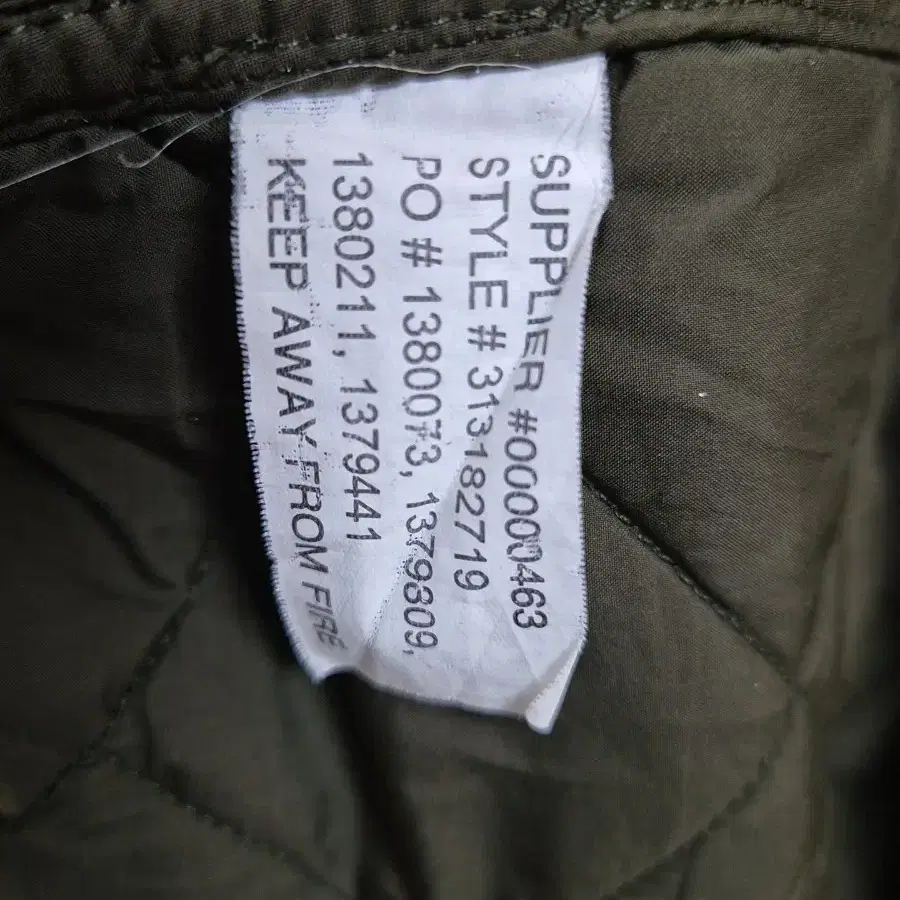 SUPPLIER #00000463
STYLE # 313182719
PO # 1380073, 1379809,
1380211, 1379441
KEEP AWAY FROM FIRE